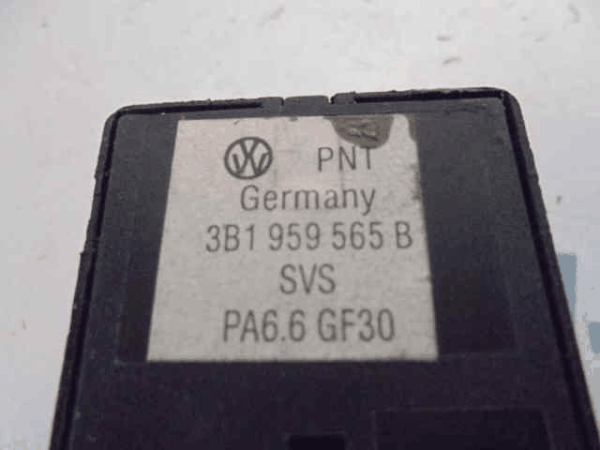 PNT
Germany
3B1 959 565 B
SVS
PA6.6 GF30